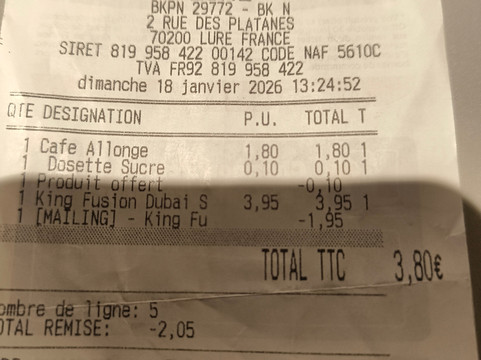 BKPN 29772 - BK N
2 RUE DES PLATANES
70200 LURE FRANCE
SIRET 819 958 422 00142 CODE NAF 5610C
TVA FR92 819 958 422
dimanche 18 janvier 2026 13:24:52
QTE DESIGNATION P.U. TOTAL T
1 Cafe Allonge 1,80 1,80 1
1 Dosette Sucre 0,10 0,10 1
1 Produit offert -0,10
1 King Fusion Dubai S 3,95 3,95 1
1 [MAILING] - King Fu -1,95
TOTAL TTC 3,80€
ombre de ligne: 5
OTAL REMISE: -2,05